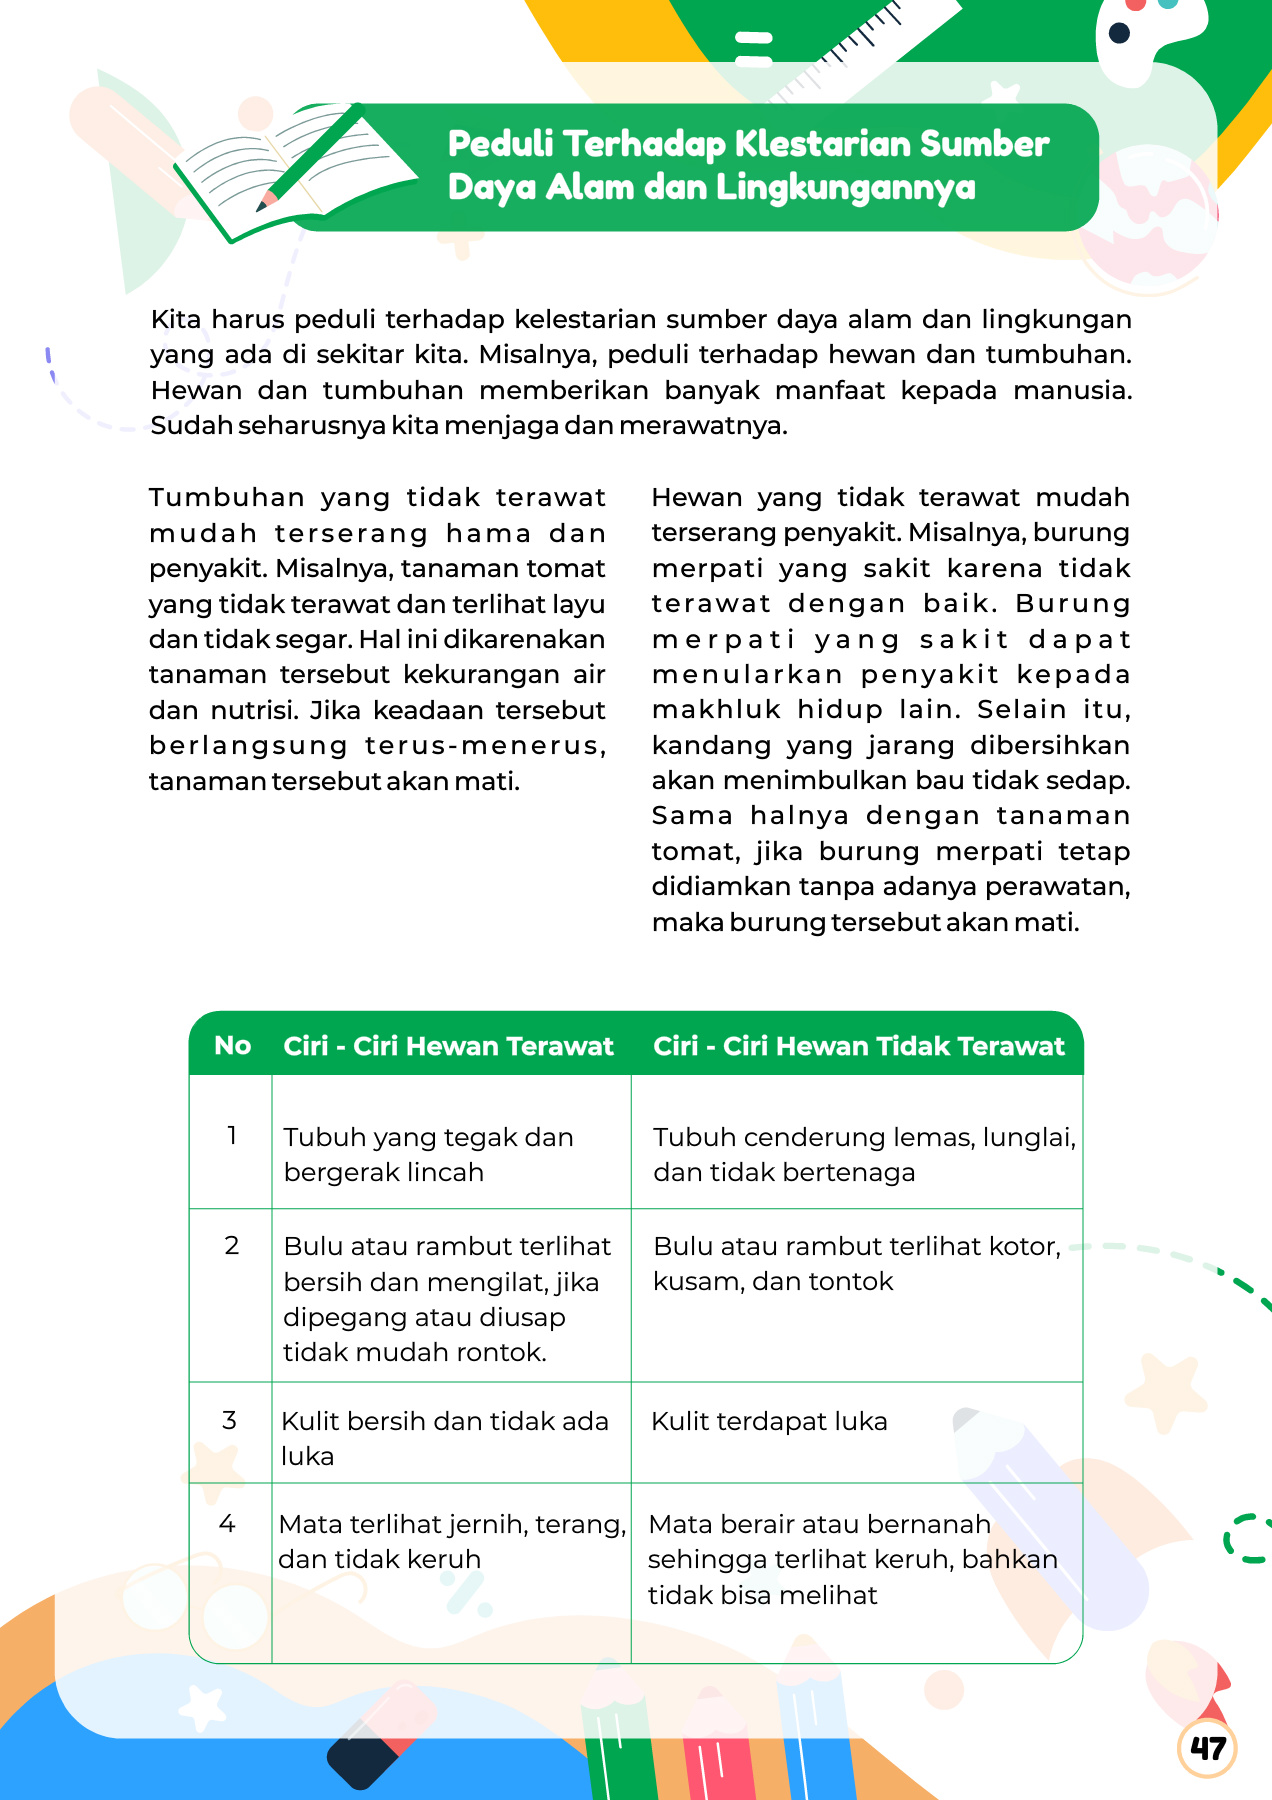 Peduli Terhadap Klestarian Sumber
Daya Alam dan Lingkungannya
Kita harus peduli terhadap kelestarian sumber daya alam dan lingkungan
yang ada di sekitar kita. Misalnya, peduli terhadap hewan dan tumbuhan.
Hewan dan tumbuhan memberikan banyak manfaat kepada manusia.
Sudah seharusnya kita menjaga dan merawatnya.
Tumbuhan yang tidak terawat
mudah terserang hama dan
penyakit. Misalnya, tanaman tomat
yang tidak terawat dan terlihat layu
dan tidak segar. Hal ini dikarenakan
tanaman tersebut kekurangan air
dan nutrisi. Jika keadaan tersebut
berlangsung terus-menerus,
tanaman tersebut akan mati.
Hewan yang tidak terawat mudah
terserang penyakit. Misalnya, burung
merpati yang sakit karena tidak
terawat dengan baik. Burung
merpati yang sakit dapat
menularkan penyakit kepada
makhluk hidup lain. Selain itu,
kandang yang jarang dibersihkan
akan menimbulkan bau tidak sedap.
Sama halnya dengan tanaman
tomat, jika burung merpati tetap
didiamkan tanpa adanya perawatan,
maka burung tersebut akan mati.
No Ciri - Ciri Hewan Terawat Ciri - Ciri Hewan Tidak Terawat
1
Tubuh yang tegak dan
bergerak lincah
Tubuh cenderung lemas, lunglai,
dan tidak bertenaga
2
Bulu atau rambut terlihat
bersih dan mengilat, jika
dipegang atau diusap
tidak mudah rontok.
Bulu atau rambut terlihat kotor,
kusam, dan tontok
3
Kulit bersih dan tidak ada
luka
Kulit terdapat luka
4
Mata terlihat jernih, terang,
dan tidak keruh
Mata berair atau bernanah
sehingga terlihat keruh, bahkan
tidak bisa melihat
47